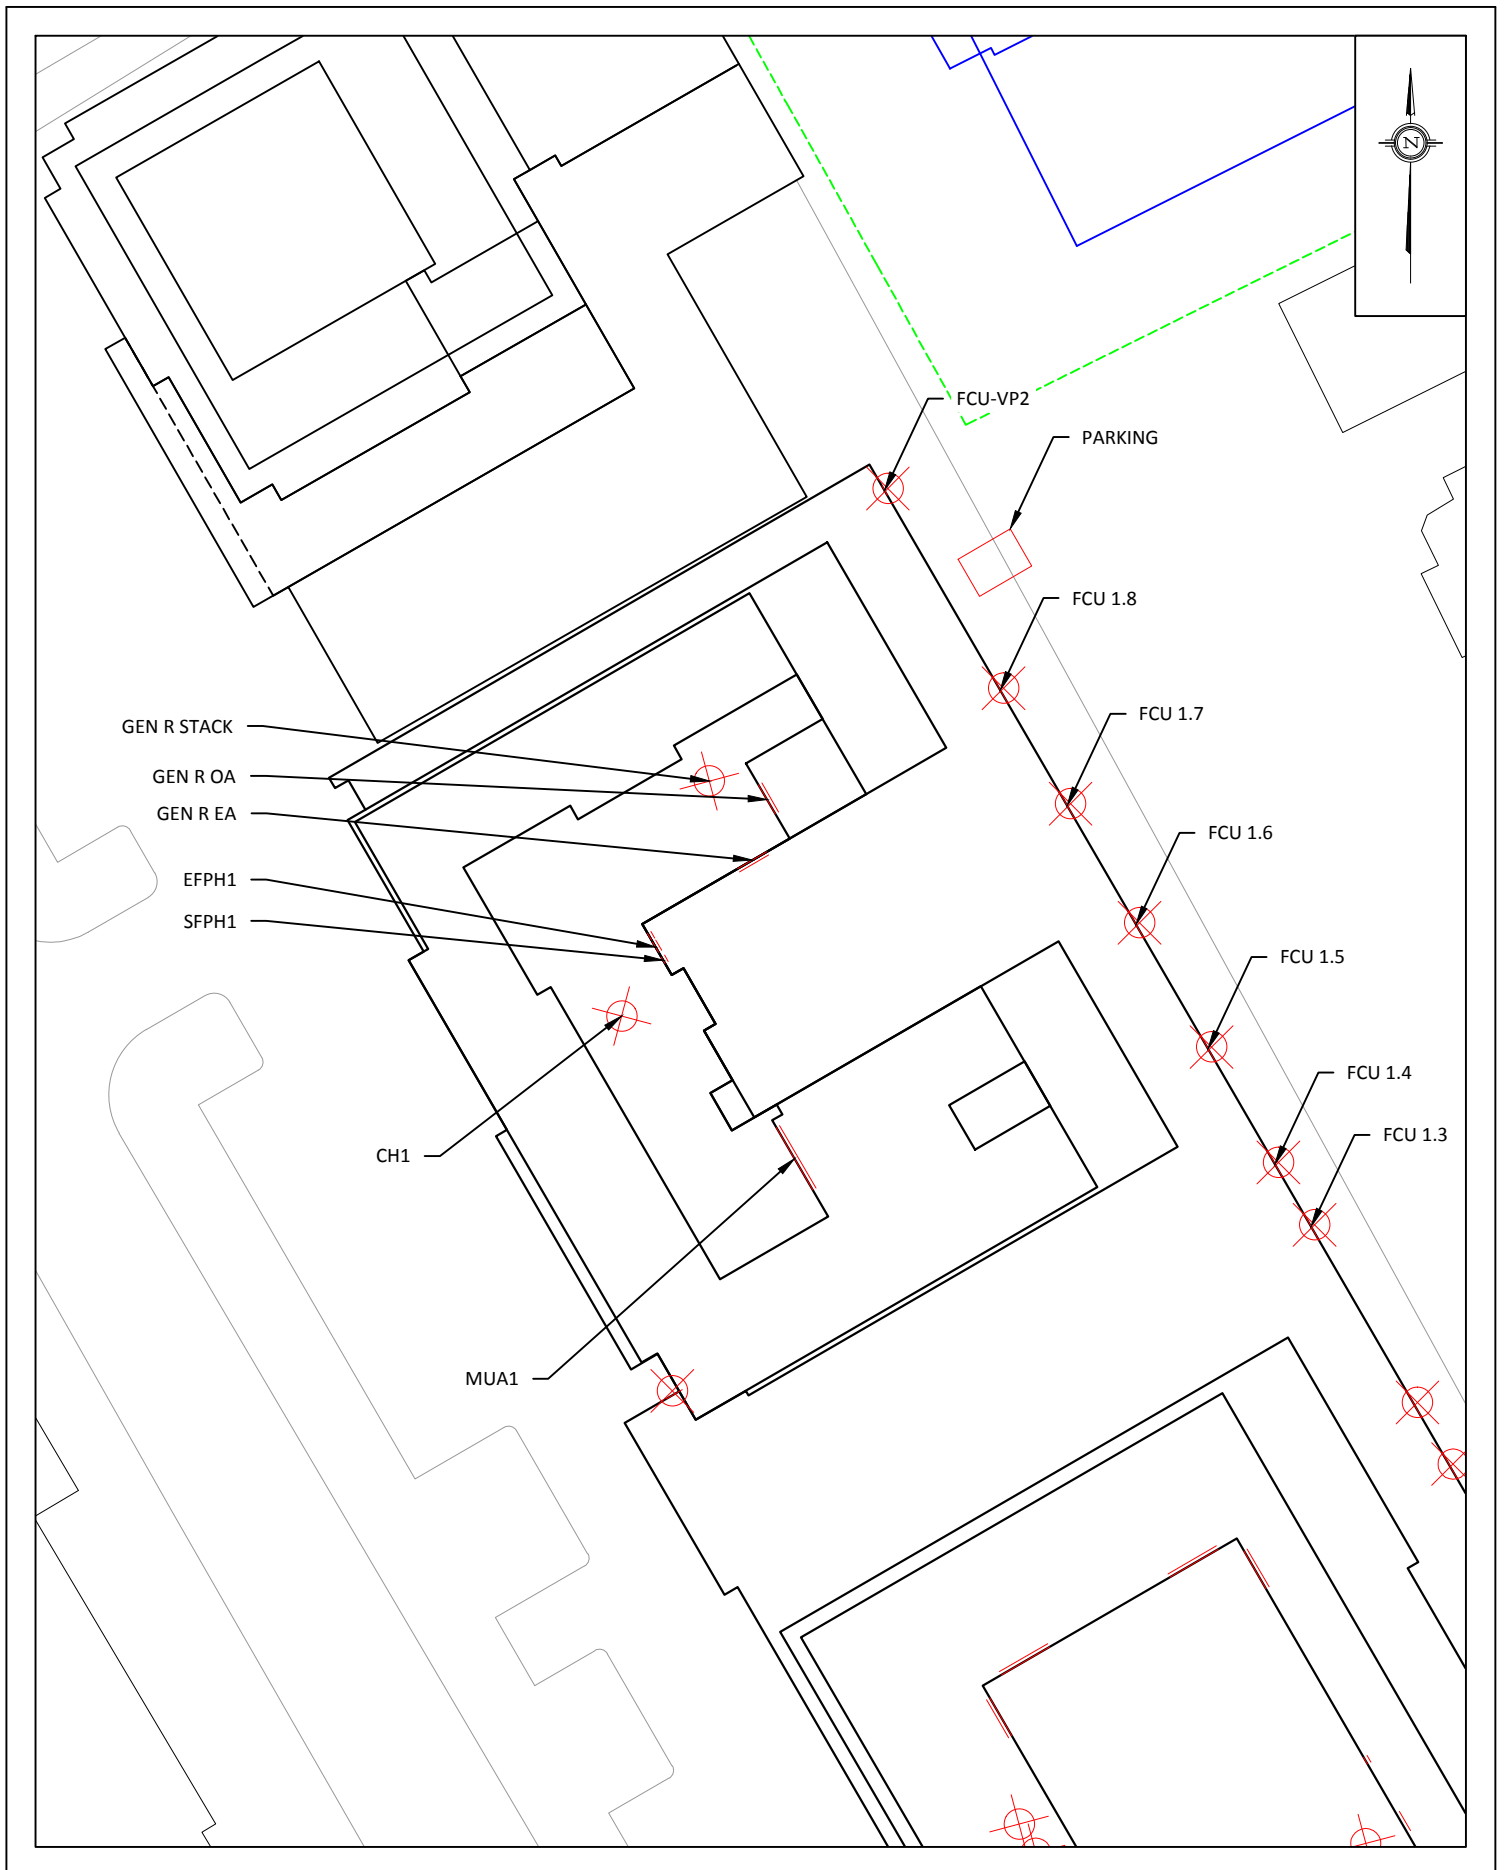 N
FCU-VP2
PARKING
FCU 1.8
FCU 1.7
GEN R STACK
GEN R OA
GEN R EA
FCU 1.6
EFPH1
SFPH1
FCU 1.5
FCU 1.4
FCU 1.3
CH1
MUA1